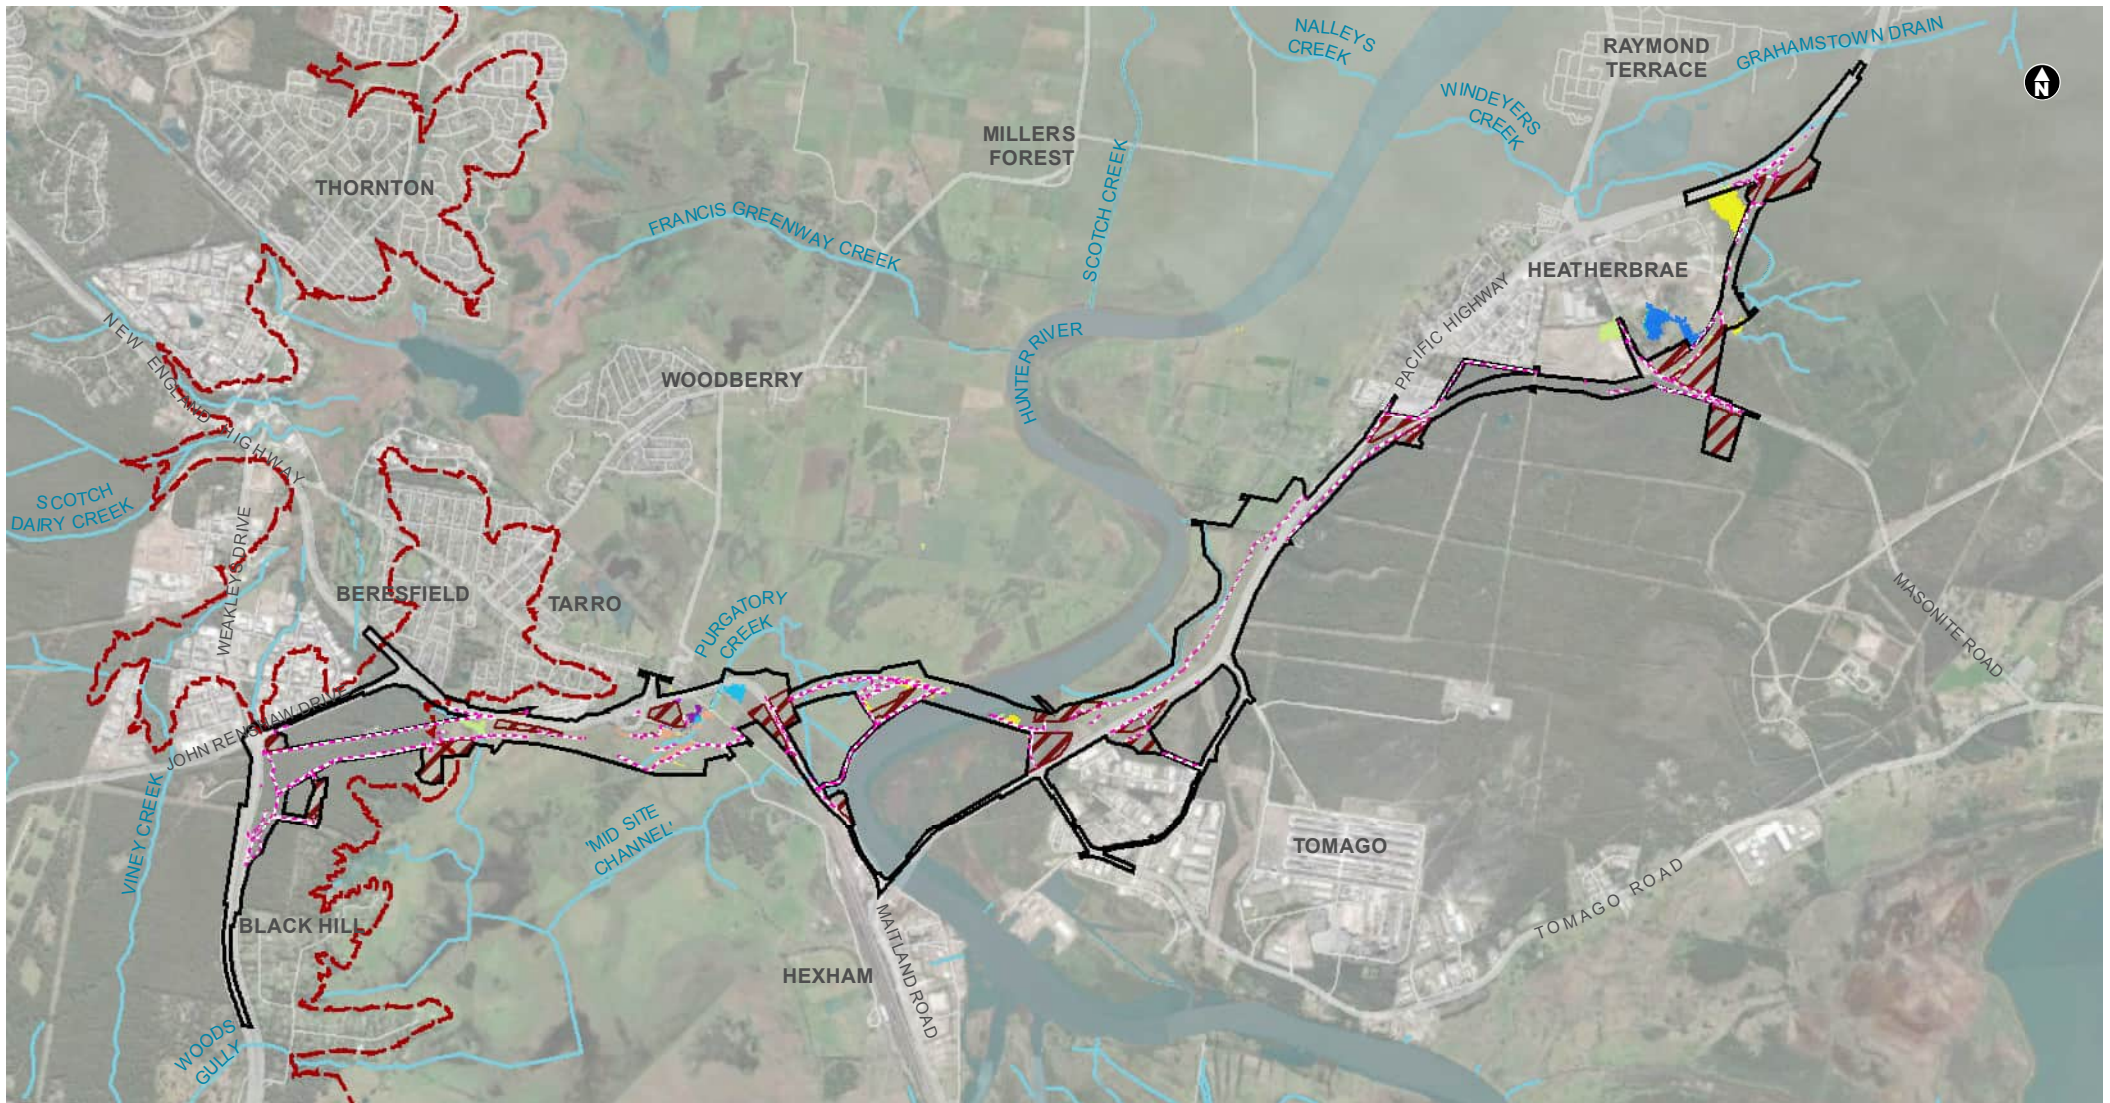 NALLEYS
CREEK
RAYMOND
TERRACE
GRAHAMSTOWN DRAIN
N
WINDEYERS
CREEK
MILLERS
FOREST
SCOTCH CREEK
THORNTON
FRANCIS GREENWAY CREEK
HEATHERBRAE
PACIFIC HIGHWAY
HUNTER RIVER
NEW ENGLAND HIGHWAY
WOODBERRY
SCOTCH
DAIRY CREEK
WEAKLEYS DRIVE
BERESFIELD
TARRO
PURGATORY
CREEK
MASONITE ROAD
JOHN RENSHAW DRIVE
VINEY CREEK
'MID SITE
CHANNEL'
TOMAGO
TOMAGO ROAD
BLACK HILL
HEXHAM
MAITLAND ROAD
WOODS
GULLY